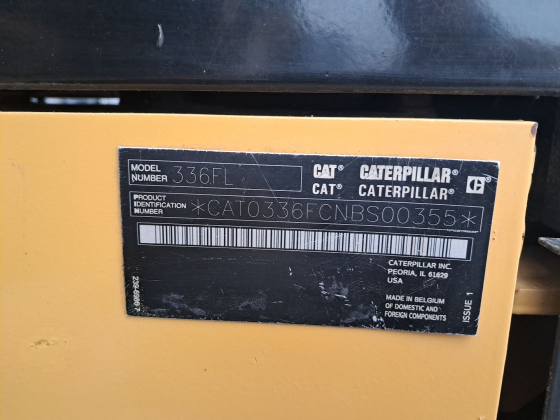 MODEL NUMBER 336FL
CAT® CATERPILLAR®
CAT® CATERPILLAR®
PRODUCT IDENTIFICATION NUMBER *CAT0336FCNBS00355*
CATERPILLAR INC.
PEORIA, IL 61629
USA
MADE IN BELGIUM
OF DOMESTIC AND
FOREIGN COMPONENTS
ISSUE 1